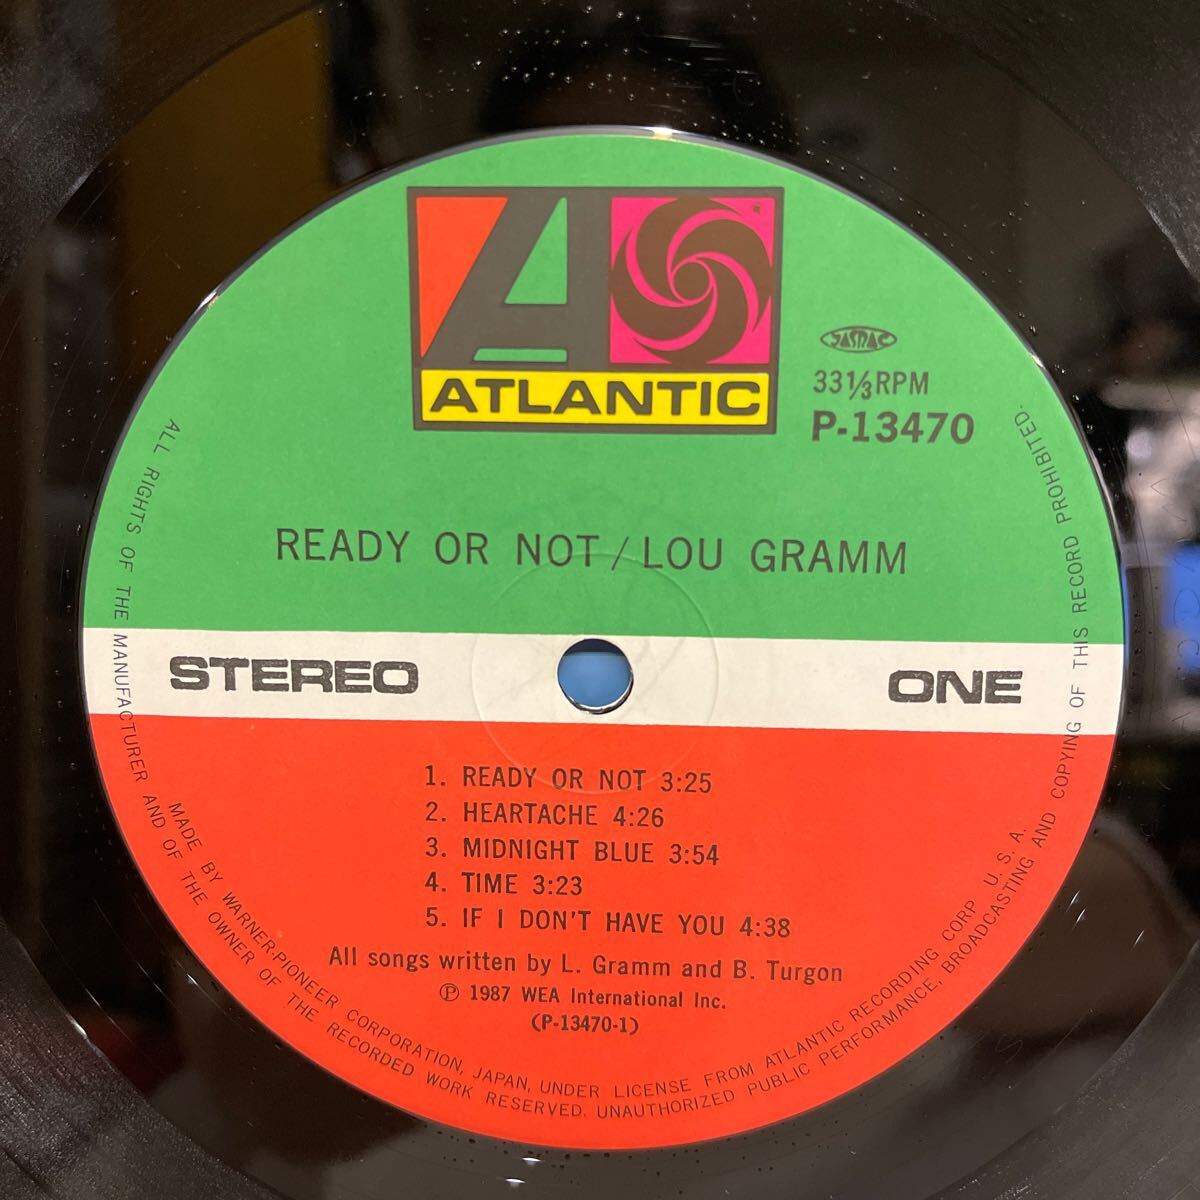 ATLANTIC
JASRAC
33⅓RPM
P-13470
READY OR NOT / LOU GRAMM
STEREO
ONE
1. READY OR NOT 3:25
2. HEARTACHE 4:26
3. MIDNIGHT BLUE 3:54
4. TIME 3:23
5. IF I DON'T HAVE YOU 4:38
All songs written by L. Gramm and B. Turgon
Ⓟ 1987 WEA International Inc.
(P-13470-1)
MADE BY WARNER-PIONEER CORPORATION, JAPAN, UNDER LICENSE FROM ATLANTIC RECORDING CORP U. S. A.
ALL RIGHTS OF THE MANUFACTURER AND OF THE OWNER OF THE RECORDED WORK RESERVED. UNAUTHORIZED PUBLIC PERFORMANCE, BROADCASTING AND COPYING OF THIS RECORD PROHIBITED.